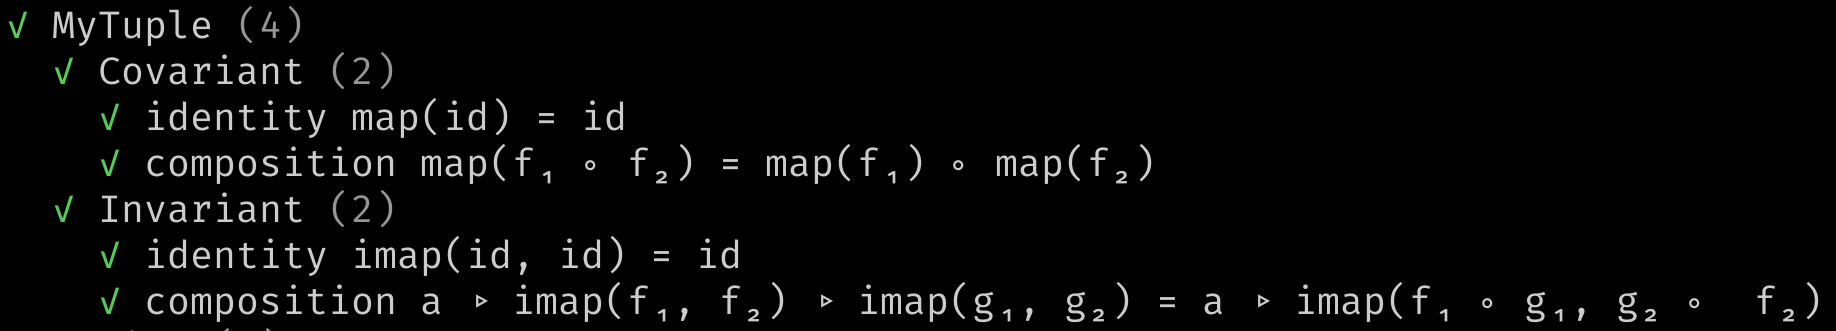 √ MyTuple (4)
√ Covariant (2)
√ identity map(id) = id
√ composition map(f₁ ∘ f₂) = map(f₁) ∘ map(f₂)
√ Invariant (2)
√ identity imap(id, id) = id
√ composition a ▹ imap(f₁, f₂) ▹ imap(g₁, g₂) = a ▹ imap(f₁ ∘ g₁, g₂ ∘  f₂)